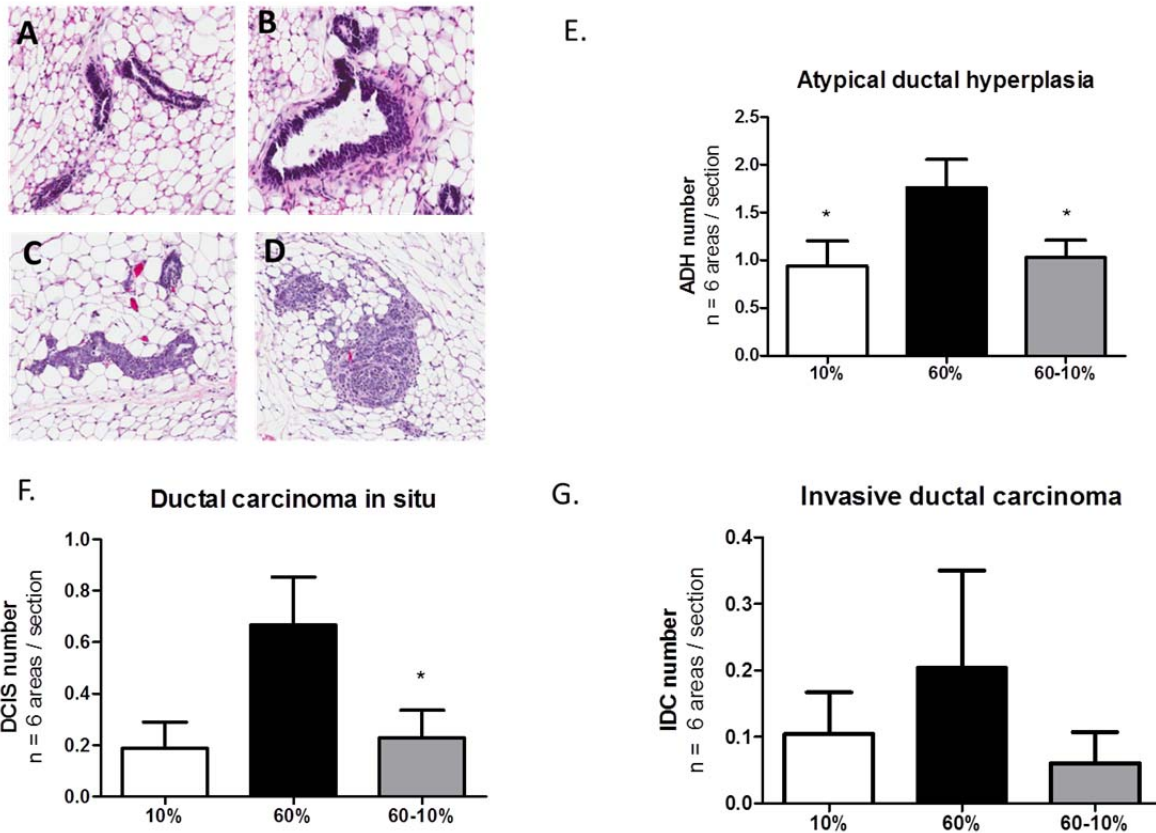 A
B
C
D
E.
Atypical ductal hyperplasia
ADH number
n = 6 areas / section
2.5
2.0
1.5
1.0
0.5
0.0
*
*
10%
60%
60-10%
F.
Ductal carcinoma in situ
DCIS number
n = 6 areas / section
1.0
0.8
0.6
0.4
0.2
0.0
*
10%
60%
60-10%
G.
Invasive ductal carcinoma
IDC number
n = 6 areas / section
0.4
0.3
0.2
0.1
0.0
10%
60%
60-10%